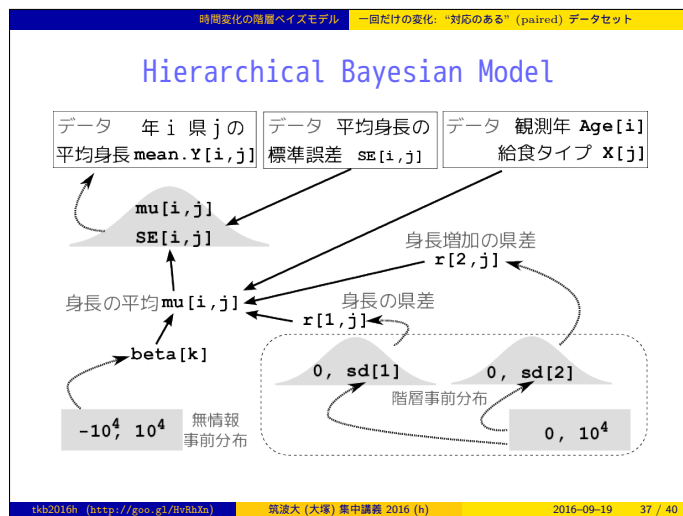 時間変化の階層ベイズモデル 一回だけの変化: “対応のある” (paired) データセット
Hierarchical Bayesian Model
データ 年 i 県 j の
平均身長 mean.Y[i,j]
データ 平均身長の
標準誤差 SE[i,j]
データ 観測年 Age[i]
給食タイプ X[j]
mu[i,j]
SE[i,j]
身長増加の県差
r[2,j]
身長の平均 mu[i,j]
身長の県差
r[1,j]
beta[k]
0, sd[1]
0, sd[2]
階層事前分布
-10^4, 10^4
無情報
事前分布
0, 10^4
tkb2016h (http://goo.gl/HvRhXn) 筑波大 (大塚) 集中講義 2016 (h) 2016–09–19 37 / 40